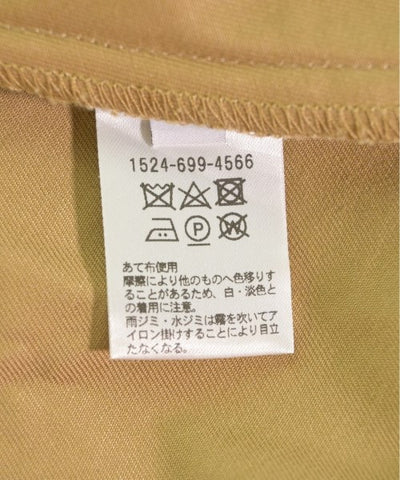 1524-699-4566
P
W
あて布使用
摩擦により他のものへ色移りす
ることがあるため、白・淡色と
の着用に注意。
雨ジミ・水ジミは霧を吹いてア
イロン掛けすることにより目立
たなくなる。